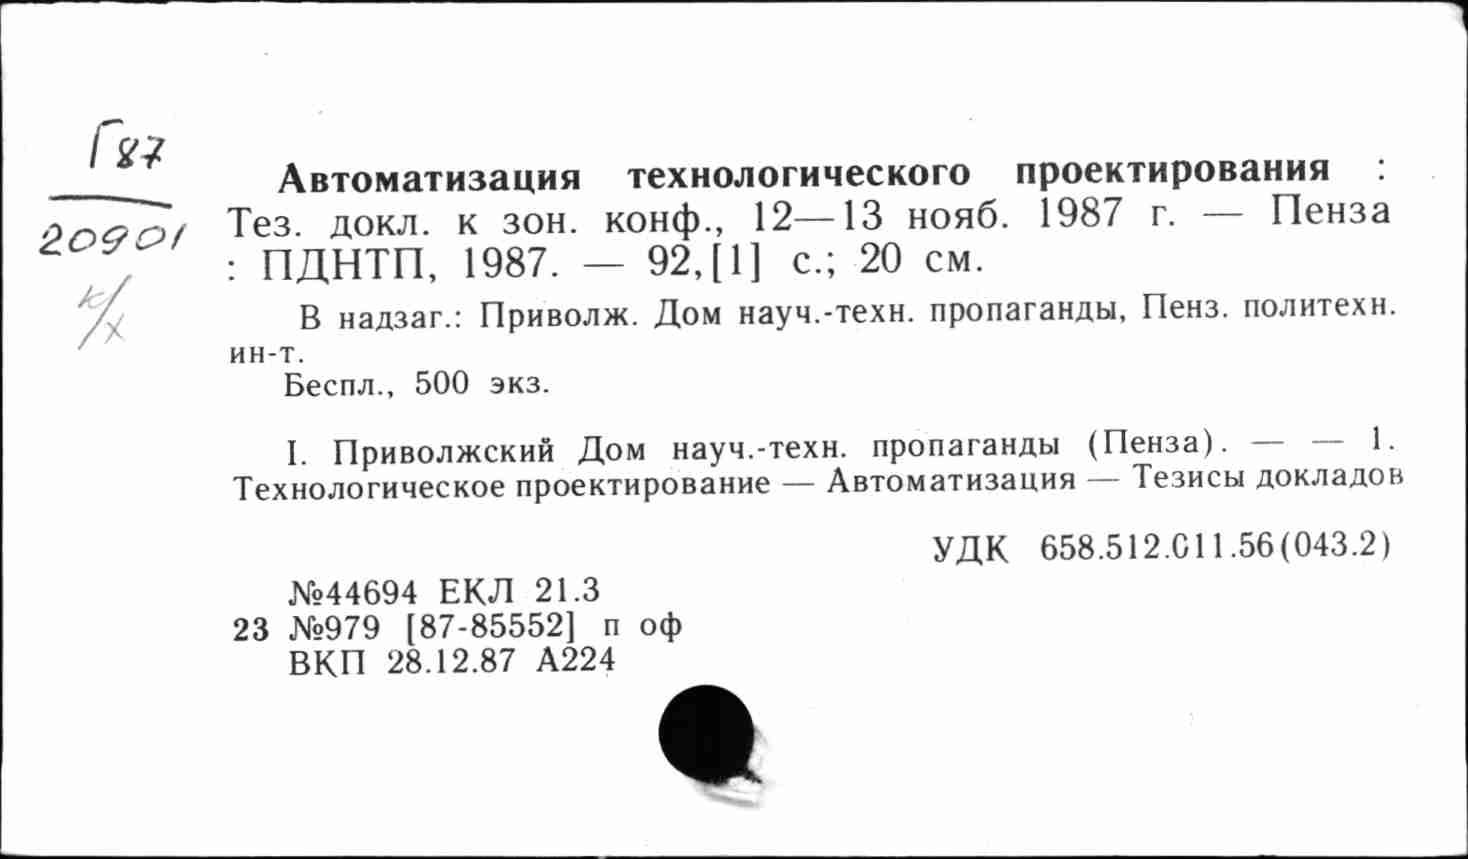 Г87
20901
к/х
Автоматизация технологического проектирования :
Тез. докл. к зон. конф., 12—13 нояб. 1987 г. — Пенза
: ПДНТП, 1987. — 92,[1] с.; 20 см.
В надзаг.: Приволж. Дом науч.-техн. пропаганды, Пенз. политехн.
ин-т.
Беспл., 500 экз.
I. Приволжский Дом науч.-техн. пропаганды (Пенза). — — 1.
Технологическое проектирование — Автоматизация — Тезисы докладов
УДК 658.512.011.56(043.2)
№44694 ЕКЛ 21.3
23 №979 [87-85552] п оф
ВКП 28.12.87 А224